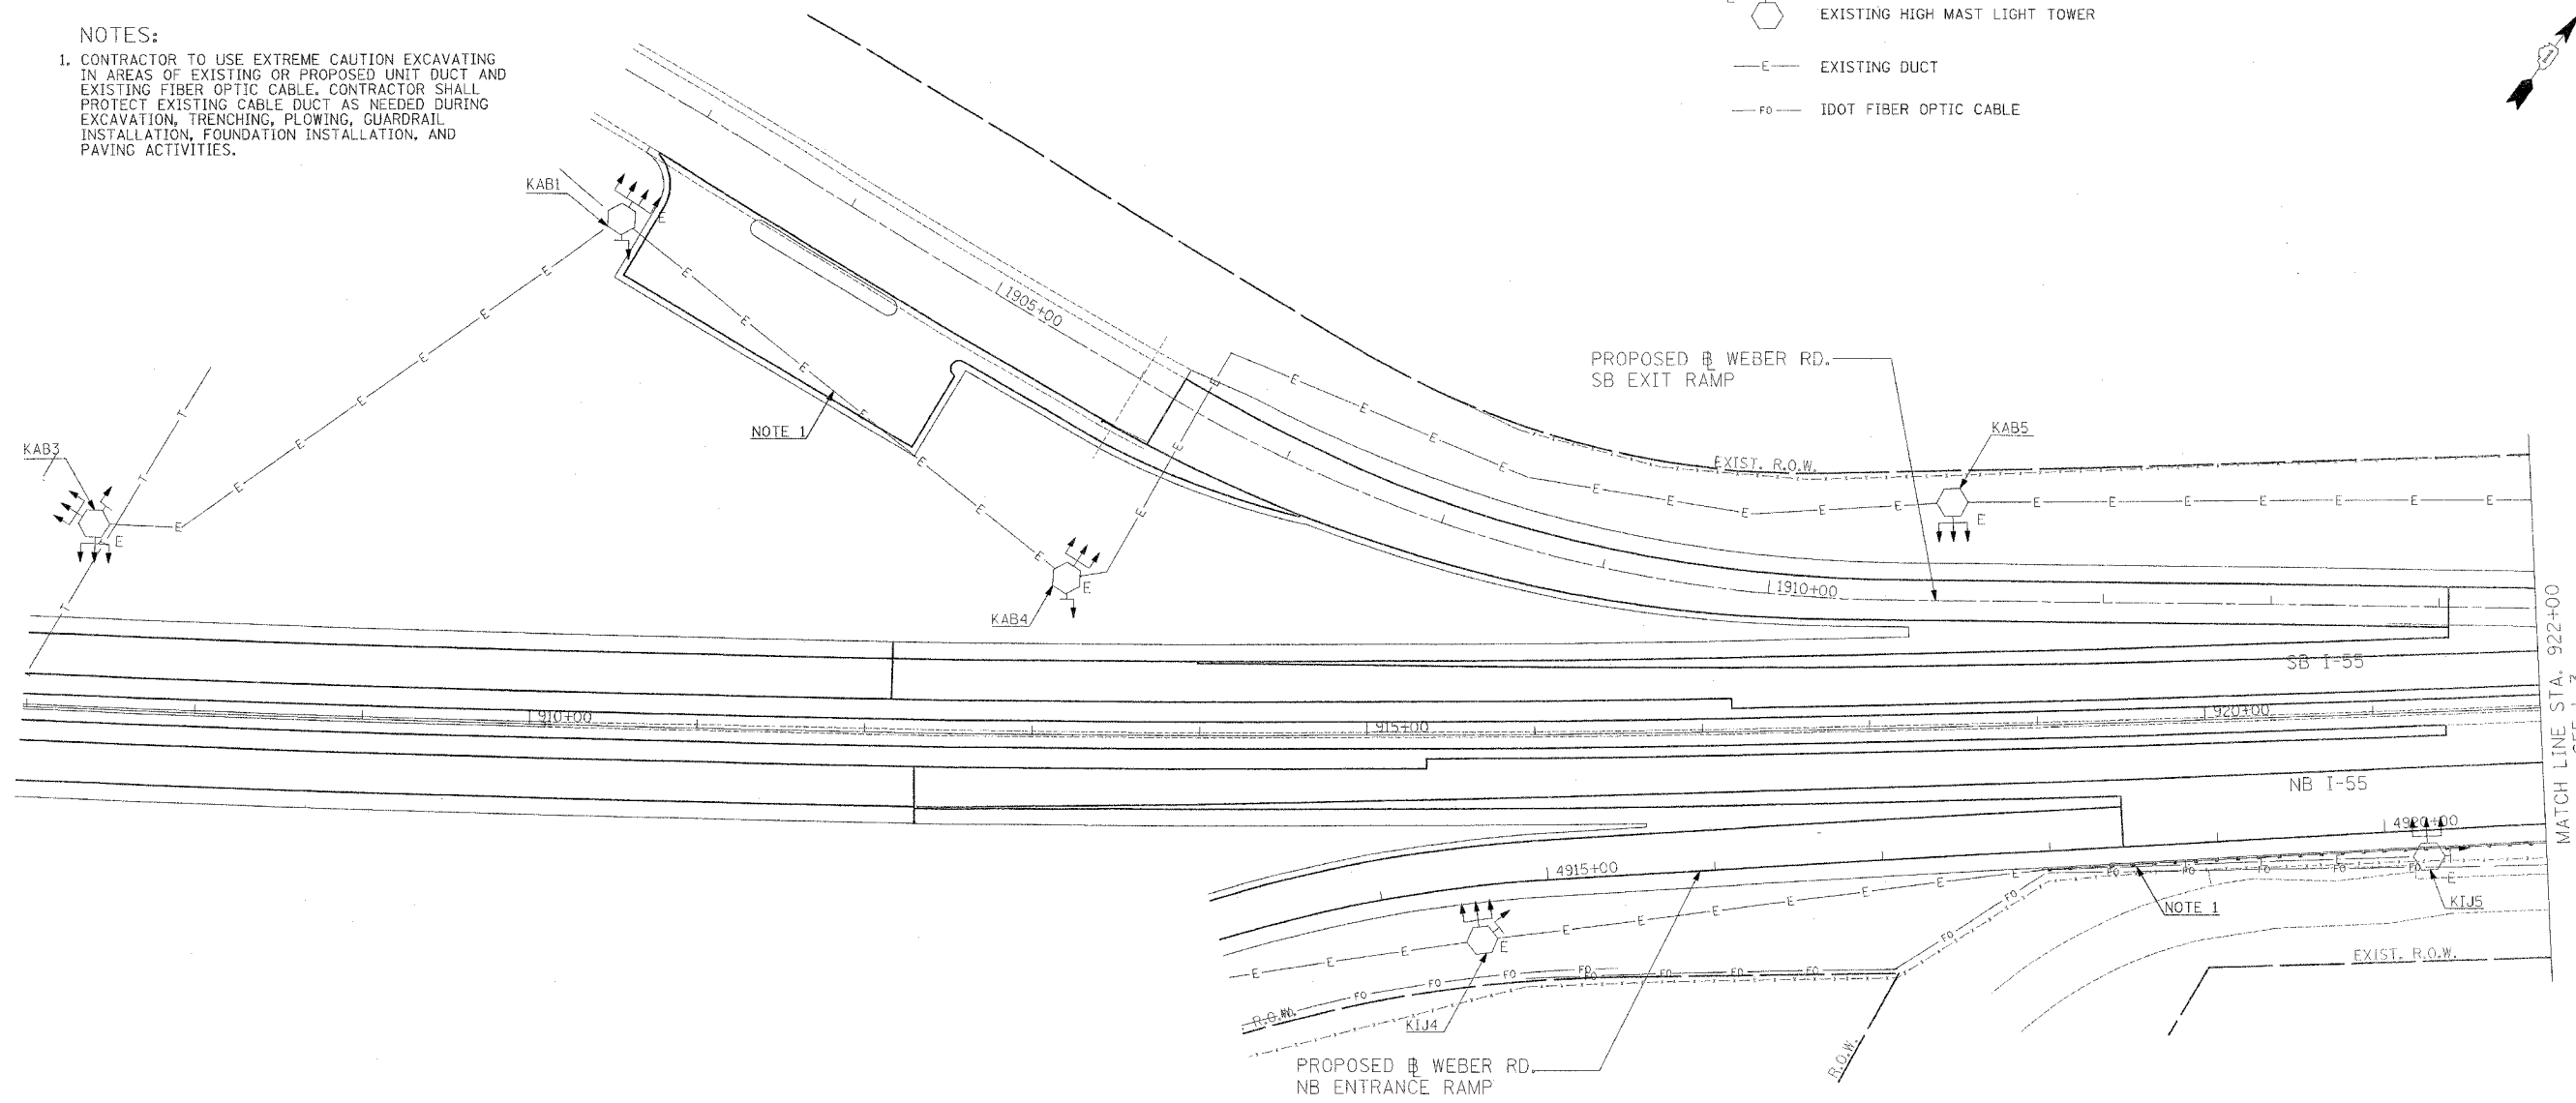 NOTES:
1. CONTRACTOR TO USE EXTREME CAUTION EXCAVATING
IN AREAS OF EXISTING OR PROPOSED UNIT DUCT AND
EXISTING FIBER OPTIC CABLE. CONTRACTOR SHALL
PROTECT EXISTING CABLE DUCT AS NEEDED DURING
EXCAVATION, TRENCHING, PLOWING, GUARDRAIL
INSTALLATION, FOUNDATION INSTALLATION, AND
PAVING ACTIVITIES.
EXISTING HIGH MAST LIGHT TOWER
E EXISTING DUCT
FO IDOT FIBER OPTIC CABLE
KAB1
1905+00
PROPOSED ℄ WEBER RD.
SB EXIT RAMP
NOTE 1
KAB3
KAB5
EXIST. R.O.W.
KAB4
1910+00
SB I-55
910+00
915+00
920+00
NB I-55
MATCH LINE STA. 922+00
4920+00
4915+00
NOTE 1
KIJ5
EXIST. R.O.W.
R.O.W.
KIJ4
R.O.W.
PROPOSED ℄ WEBER RD.
NB ENTRANCE RAMP